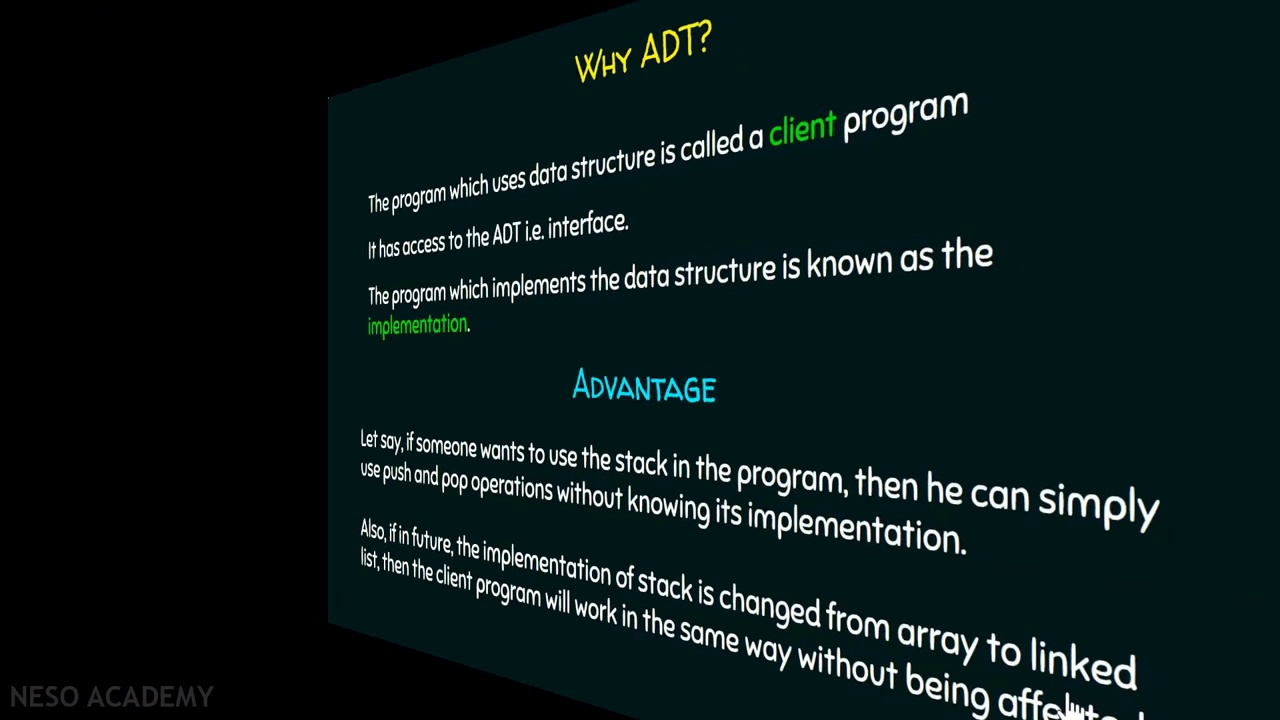 WHY ADT?
The program which uses data structure is called a client program
It has access to the ADT i.e. interface.
The program which implements the data structure is known as the
implementation.
ADVANTAGE
Let say, if someone wants to use the stack in the program, then he can simply
use push and pop operations without knowing its implementation.
Also, if in future, the implementation of stack is changed from array to linked
list, then the client program will work in the same way without being
NESO ACADEMY